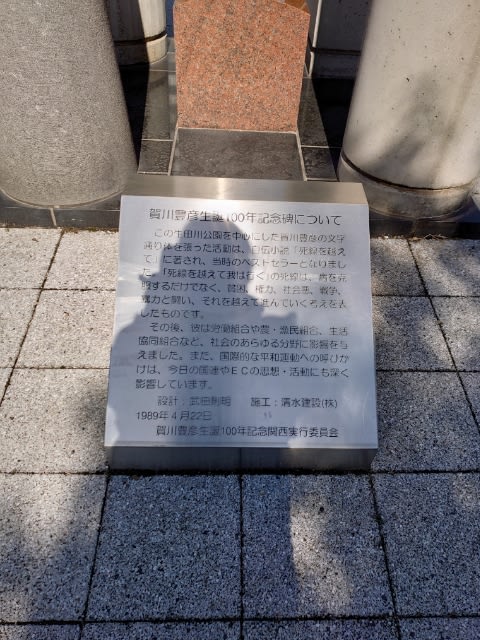 賀川豊彦生誕100年記念碑について
この生田川公園を中心にした賀川豊彦の文字
通り体を張った活動は、自伝小説「死線を越え
て」に著され、当時のベストセラーとなりまし
た。「死線を越えて我は行く」の死線は、病を克
服するだけでなく、貧困、権力、社会悪、戦争、
暴力と闘い、それを越えて進んでいく考えを表
したものです。
その後、彼は労働組合や農・漁民組合、生活
協同組合など、社会のあらゆる分野に影響を与
えました。また、国際的な平和運動への呼びか
けは、今日の国連やECの思想・活動にも深く
影響しています。
設計:武田則明 施工:清水建設(株)
1989年4月22日
賀川豊彦生誕100年記念関西実行委員会